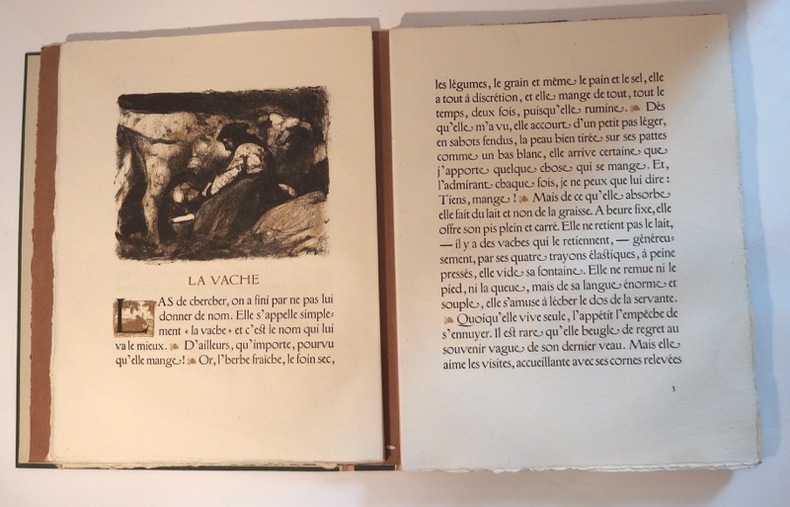 LA VACHE
LAS de chercher, on a fini par ne pas lui
donner de nom. Elle s'appelle simple-
ment « la vache » et c'est le nom qui lui
va le mieux. ❧ D'ailleurs, qu'importe, pourvu
qu'elle mange! ❧ Or, l'herbe fraîche, le foin sec,
les légumes, le grain et même le pain et le sel, elle
a tout à discrétion, et elle mange de tout, tout le
temps, deux fois, puisqu'elle rumine. ❧ Dès
qu'elle m'a vu, elle accourt d'un petit pas léger,
en sabots fendus, la peau bien tirée sur ses pattes
comme un bas blanc, elle arrive certaine que
j'apporte quelque chose qui se mange. Et,
l'admirant chaque fois, je ne peux que lui dire :
Tiens, mange ! ❧ Mais de ce qu'elle absorbe
elle fait du lait et non de la graisse. A heure fixe, elle
offre son pis plein et carré. Elle ne retient pas le lait,
— il y a des vaches qui le retiennent, — généreu-
sement, par ses quatre trayons élastiques, à peine
pressés, elle vide sa fontaine. Elle ne remue ni le
pied, ni la queue, mais de sa langue énorme et
souple, elle s'amuse à lécher le dos de la servante.
❧ Quoiqu'elle vive seule, l'appétit l'empêche de
s'ennuyer. Il est rare qu'elle beugle de regret au
souvenir vague de son dernier veau. Mais elle
aime les visites, accueillante avec ses cornes relevées